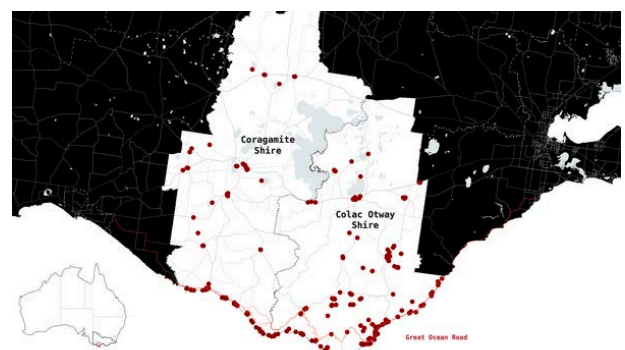 Coragamite
Shire
Colac Otway
Shire
Great Ocean Road